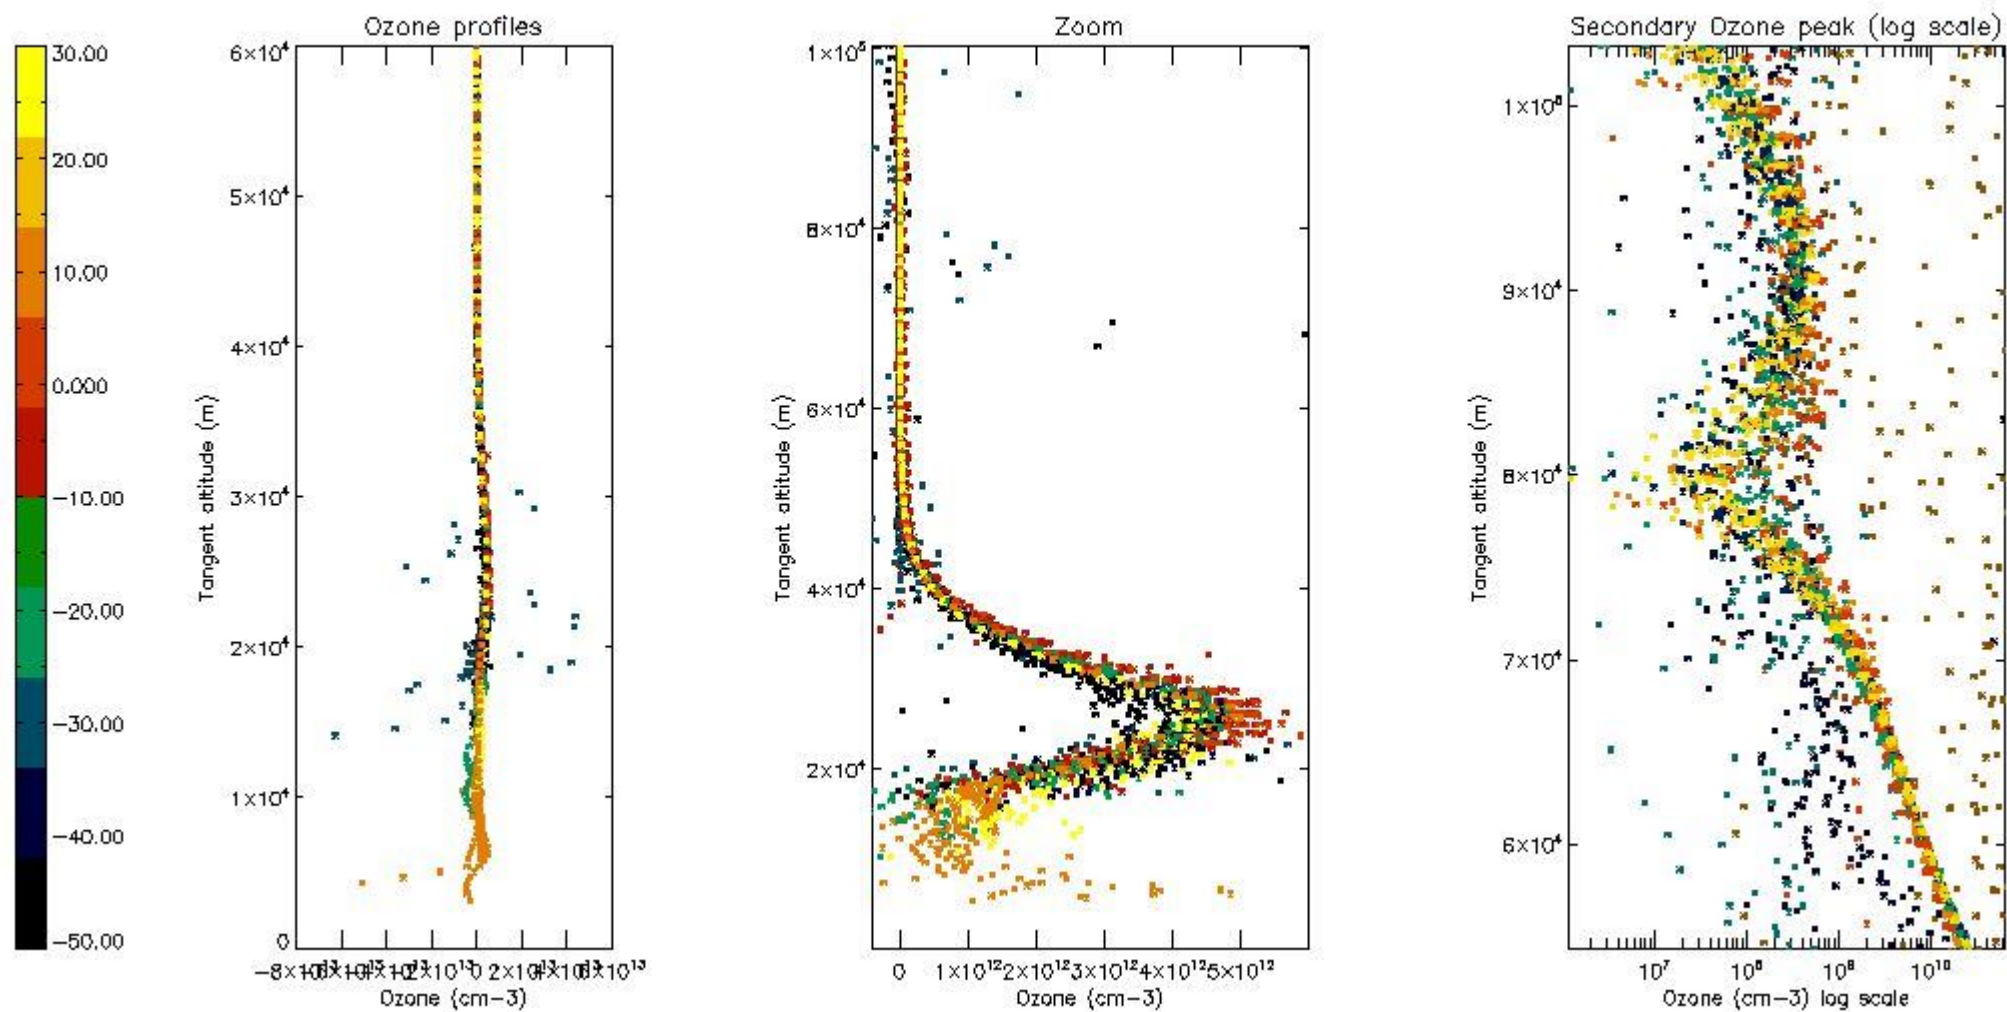 Ozone profiles
Zoom
Secondary Ozone peak (log scale)
30.00
20.00
10.00
0.000
−10.00
−20.00
−30.00
−40.00
−50.00
6×10⁴
5×10⁴
4×10⁴
3×10⁴
2×10⁴
1×10⁴
0
Tangent altitude (m)
0
Ozone (cm−3)
1×10⁵
8×10⁴
6×10⁴
4×10⁴
2×10⁴
Tangent altitude (m)
0 1×10¹² 2×10¹² 3×10¹² 4×10¹² 5×10¹²
Ozone (cm−3)
9×10⁴
8×10⁴
7×10⁴
6×10⁴
Tangent altitude (m)
10⁷ 10⁸ 10⁹ 10¹⁰
Ozone (cm−3) log scale